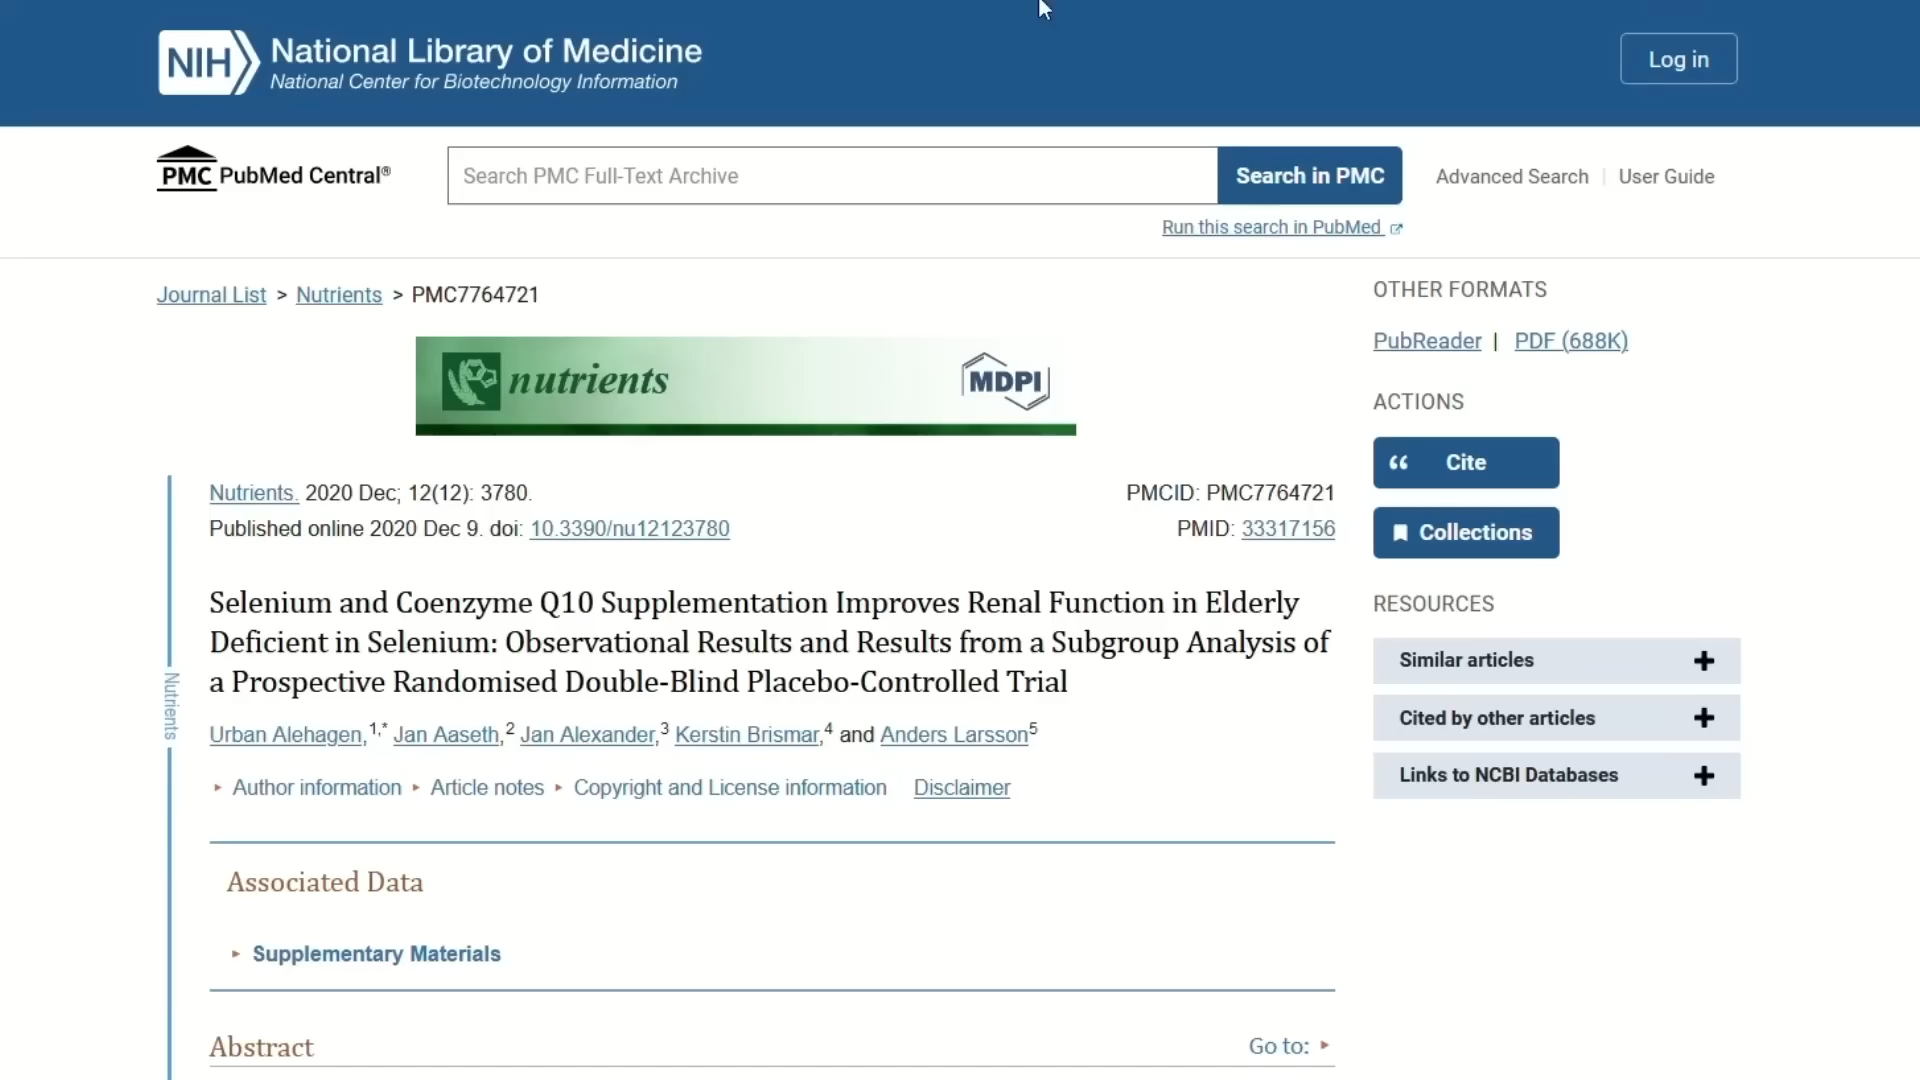 NIH National Library of Medicine
National Center for Biotechnology Information
Log in
PMC PubMed Central®
Search PMC Full-Text Archive
Search in PMC
Advanced Search
User Guide
Run this search in PubMed
Journal List > Nutrients > PMC7764721
nutrients
MDPI
Nutrients. 2020 Dec; 12(12): 3780.
PMCID: PMC7764721
Published online 2020 Dec 9. doi: 10.3390/nu12123780
PMID: 33317156
Selenium and Coenzyme Q10 Supplementation Improves Renal Function in Elderly
Deficient in Selenium: Observational Results and Results from a Subgroup Analysis of
a Prospective Randomised Double-Blind Placebo-Controlled Trial
Urban Alehagen,1,* Jan Aaseth,2 Jan Alexander,3 Kerstin Brismar,4 and Anders Larsson5
Author information Article notes Copyright and License information Disclaimer
Associated Data
Supplementary Materials
Abstract
Go to:
Nutrients
OTHER FORMATS
PubReader | PDF (688K)
ACTIONS
Cite
Collections
RESOURCES
Similar articles
Cited by other articles
Links to NCBI Databases